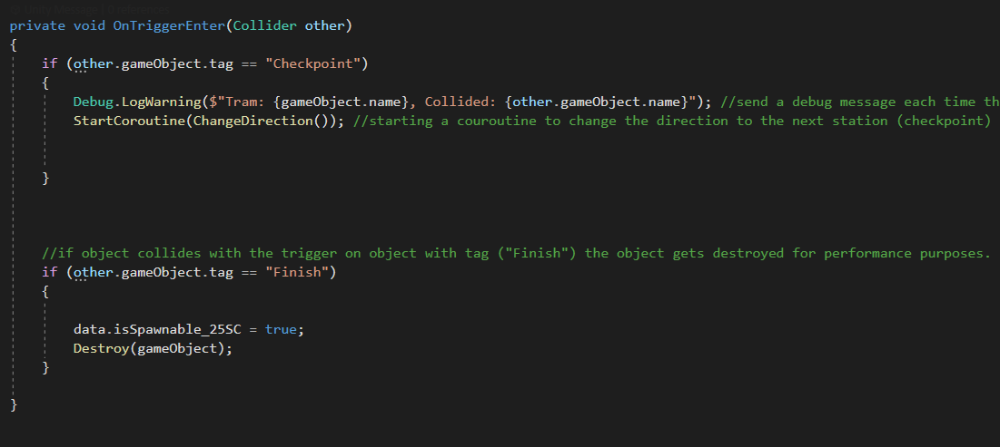 private void OnTriggerEnter(Collider other)
{
if (other.gameObject.tag == "Checkpoint")
{
Debug.LogWarning($"Tram: {gameObject.name}, Collided: {other.gameObject.name}"); //send a debug message each time th
StartCoroutine(ChangeDirection()); //starting a couroutine to change the direction to the next station (checkpoint)
}
//if object collides with the trigger on object with tag ("Finish") the object gets destroyed for performance purposes.
if (other.gameObject.tag == "Finish")
{
data.isSpawnable_25SC = true;
Destroy(gameObject);
}
}